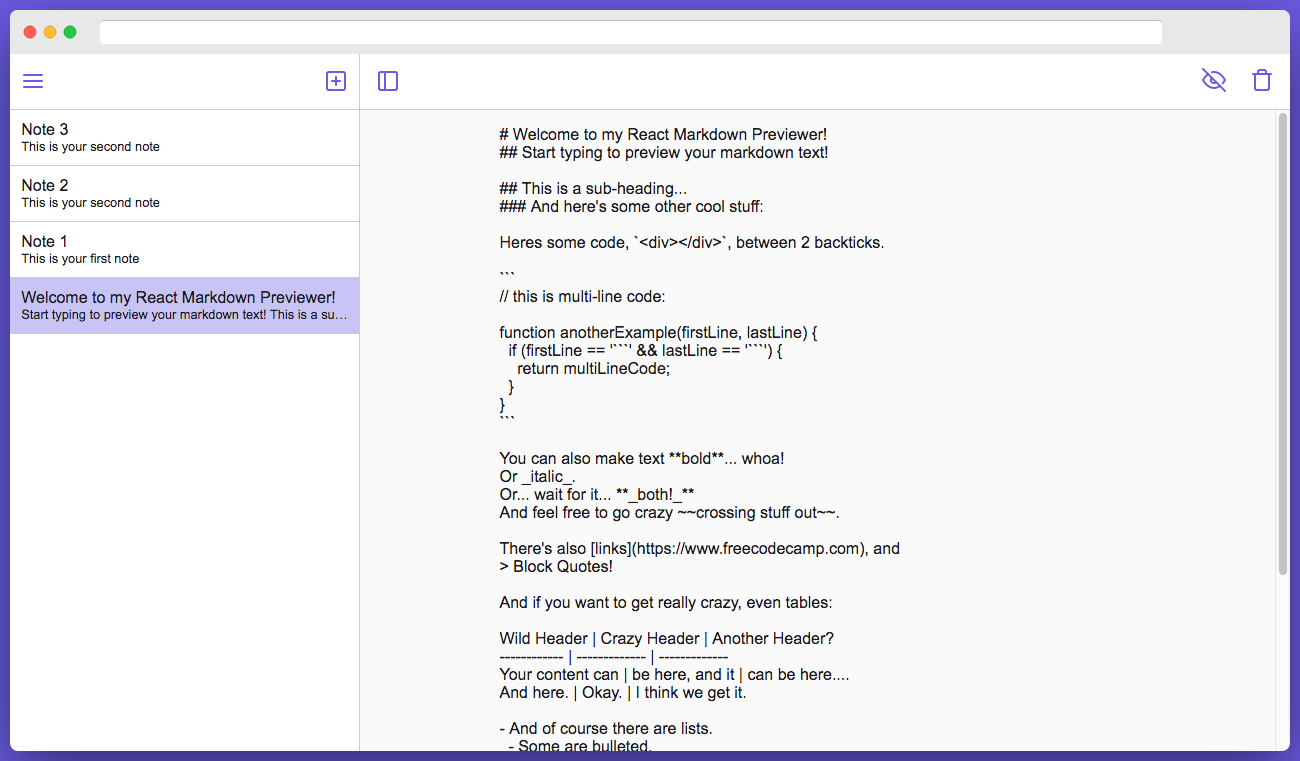 Note 3
This is your second note
Note 2
This is your second note
Note 1
This is your first note
Welcome to my React Markdown Previewer!
Start typing to preview your markdown text! This is a su…
# Welcome to my React Markdown Previewer!
## Start typing to preview your markdown text!

## This is a sub-heading...
### And here's some other cool stuff:

Heres some code, `<div></div>`, between 2 backticks.

```
// this is multi-line code:

function anotherExample(firstLine, lastLine) {
  if (firstLine == '```' && lastLine == '```') {
    return multiLineCode;
  }
}
```

You can also make text **bold**... whoa!
Or _italic_.
Or... wait for it... **_both!_**
And feel free to go crazy ~~crossing stuff out~~.

There's also [links](https://www.freecodecamp.com), and
> Block Quotes!

And if you want to get really crazy, even tables:

Wild Header | Crazy Header | Another Header?
------------ | ------------- | -------------
Your content can | be here, and it | can be here....
And here. | Okay. | I think we get it.

- And of course there are lists.
  - Some are bulleted.